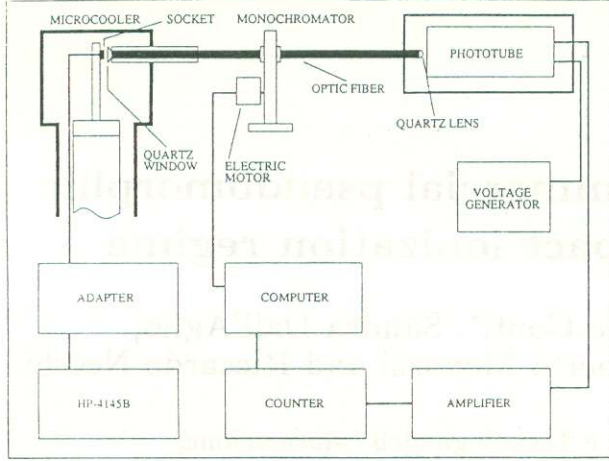 MICROCOOLER
SOCKET
MONOCHROMATOR
PHOTOTUBE
OPTIC FIBER
QUARTZ LENS
QUARTZ
WINDOW
ELECTRIC
MOTOR
VOLTAGE
GENERATOR
ADAPTER
COMPUTER
HP-4145B
COUNTER
AMPLIFIER